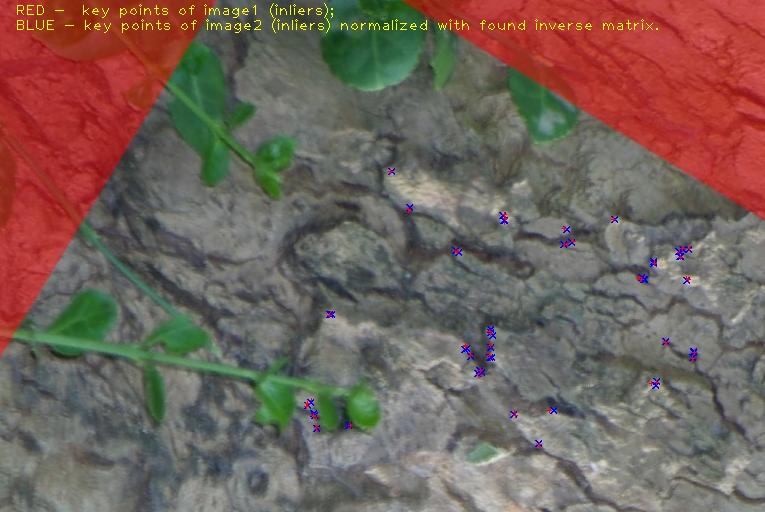 RED - key points of image1 (inliers);
BLUE - key points of image2 (inliers) normalized with found inverse matrix.